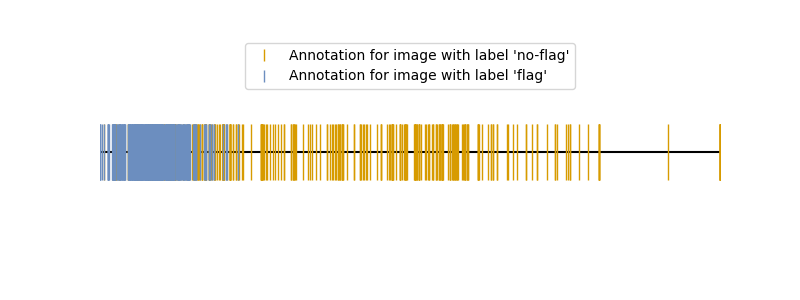 Annotation for image with label 'no-flag'
Annotation for image with label 'flag'